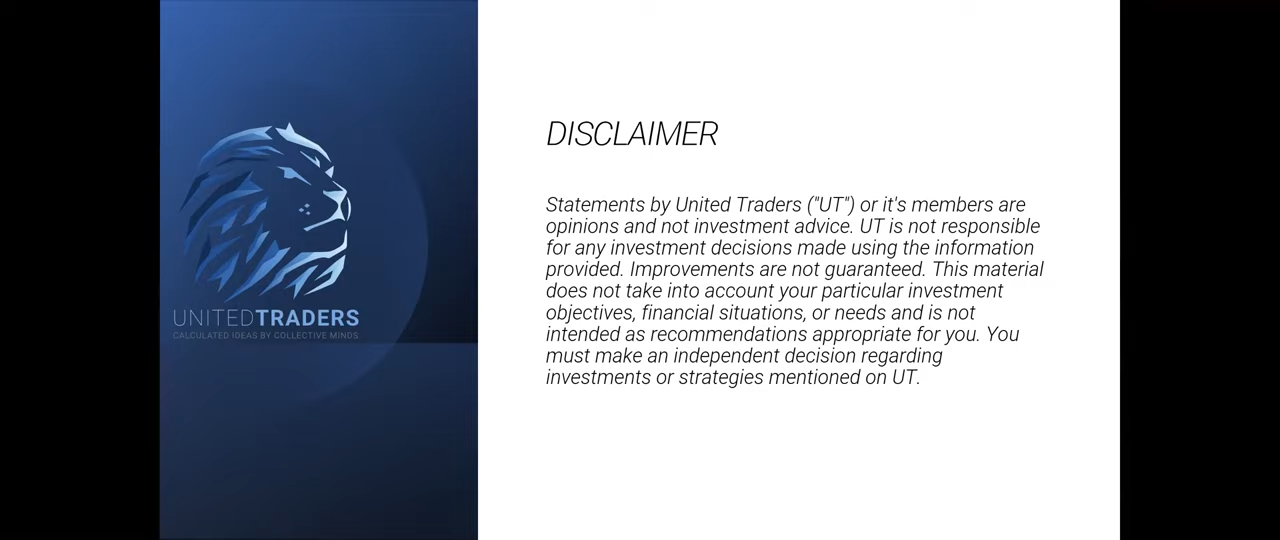 UNITEDTRADERS
CALCULATED IDEAS BY COLLECTIVE MINDS
DISCLAIMER
Statements by United Traders ("UT") or it's members are
opinions and not investment advice. UT is not responsible
for any investment decisions made using the information
provided. Improvements are not guaranteed. This material
does not take into account your particular investment
objectives, financial situations, or needs and is not
intended as recommendations appropriate for you. You
must make an independent decision regarding
investments or strategies mentioned on UT.